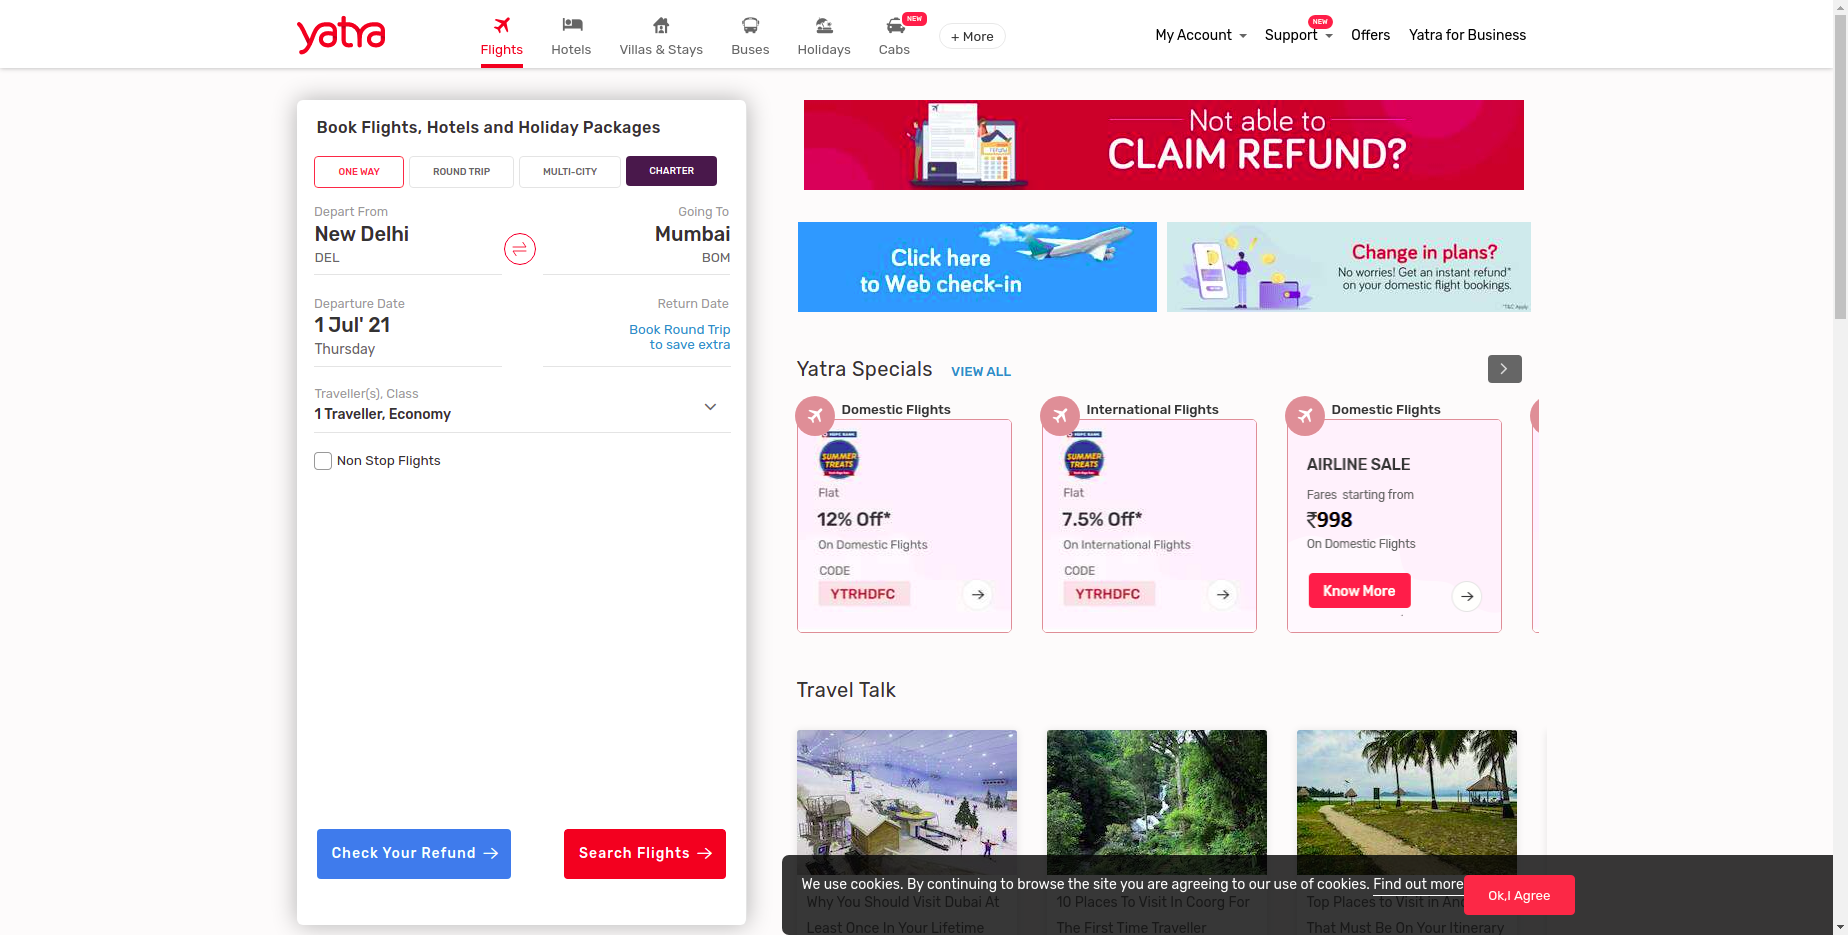 yatra
Flights
Hotels
Villas & Stays
Buses
Holidays
NEW
Cabs
+ More
My Account
NEW
Support
Offers
Yatra for Business
Book Flights, Hotels and Holiday Packages
ONE WAY
ROUND TRIP
MULTI-CITY
CHARTER
Depart From
New Delhi
DEL
Going To
Mumbai
BOM
Departure Date
1 Jul' 21
Thursday
Return Date
Book Round Trip
to save extra
Traveller(s), Class
1 Traveller, Economy
Non Stop Flights
Check Your Refund
Search Flights
Not able to
CLAIM REFUND?
Click here
to Web check-in
Change in plans?
No worries! Get an instant refund*
on your domestic flight bookings.
*T&C Apply
Yatra Specials
VIEW ALL
Domestic Flights
HDFC BANK
SUMMER
TREATS
Flat
12% Off*
On Domestic Flights
CODE
YTRHDFC
International Flights
HDFC BANK
SUMMER
TREATS
Flat
7.5% Off*
On International Flights
CODE
YTRHDFC
Domestic Flights
AIRLINE SALE
Fares starting from
₹998
On Domestic Flights
Know More
Travel Talk
We use cookies. By continuing to browse the site you are agreeing to our use of cookies. Find out more
Ok,I Agree
Why You Should Visit Dubai At
Least Once In Your Lifetime
10 Places To Visit In Coorg For
The First Time Traveller
Top Places to Visit in And
That Must Be On Your Itinerary